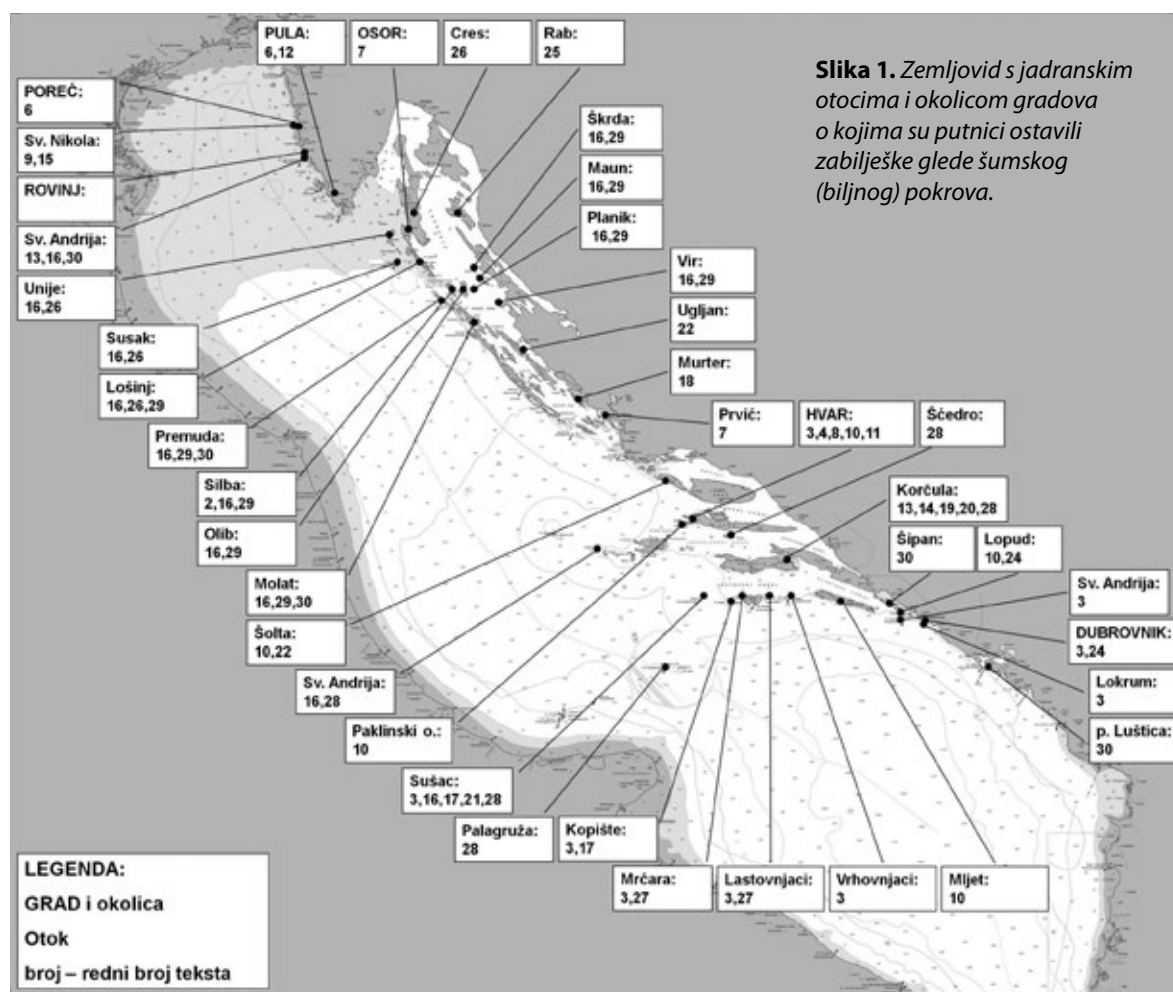 PULA:
6,12
OSOR:
7
Cres:
26
Rab:
25
Slika 1. Zemljovid s jadranskim
otocima i okolicom gradova
o kojima su putnici ostavili
zabilješke glede šumskog
(biljnog) pokrova.
POREČ:
6
Sv. Nikola:
9,15
ROVINJ:
Sv. Andrija:
13,16,30
Unije:
16,26
Susak:
16,26
Lošinj:
16,26,29
Premuda:
16,29,30
Silba:
2,16,29
Olib:
16,29
Molat:
16,29,30
Šolta:
10,22
Sv. Andrija:
16,28
Paklinski o.:
10
Sušac:
3,16,17,21,28
Palagruža:
28
Kopište:
3,17
Škrda:
16,29
Maun:
16,29
Planik:
16,29
Vir:
16,29
Ugljan:
22
Murter:
18
Prvić:
7
HVAR:
3,4,8,10,11
Šćedro:
28
Korčula:
13,14,19,20,28
Šipan:
30
Lopud:
10,24
Sv. Andrija:
3
DUBROVNIK:
3,24
Lokrum:
3
p. Luštica:
30
Mrčara:
3,27
Lastovnjaci:
3,27
Vrhovnjaci:
3
Mljet:
10
LEGENDA:
GRAD i okolica
Otok
broj – redni broj teksta